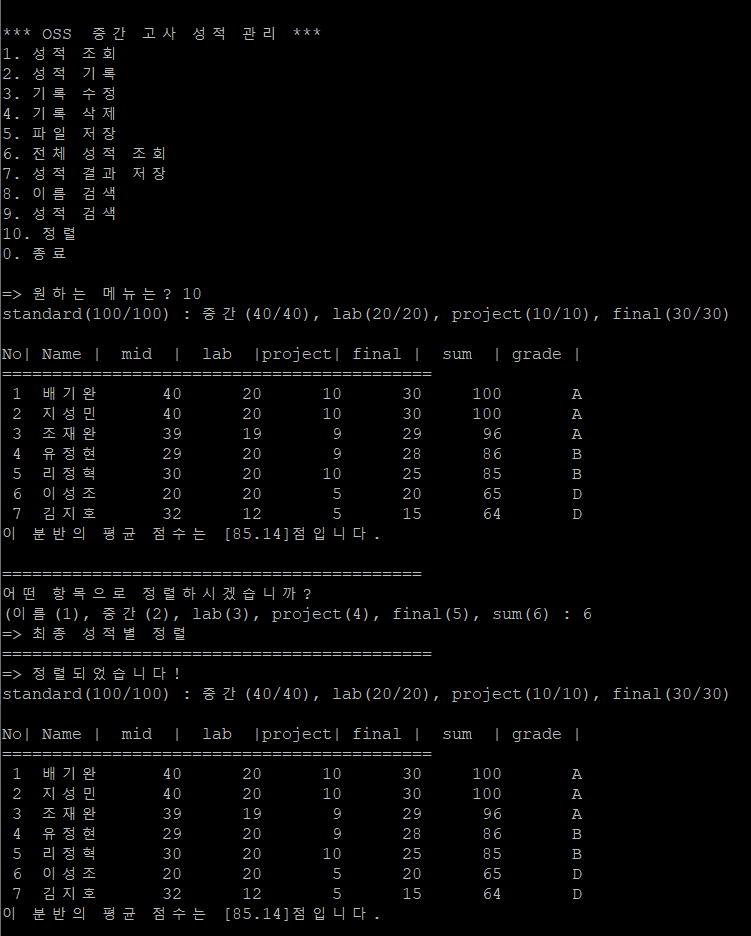 *** OSS 중간 고사 성적 관리 ***
1. 성적 조회
2. 성적 기록
3. 기록 수정
4. 기록 삭제
5. 파일 저장
6. 전체 성적 조회
7. 성적 결과 저장
8. 이름 검색
9. 성적 검색
10. 정렬
0. 종료
=> 원하는 메뉴는? 10
standard(100/100) : 중간(40/40), lab(20/20), project(10/10), final(30/30)
No| Name |  mid  |  lab  |project| final |  sum  | grade |
===========================================
1 배기완 40 20 10 30 100 A
2 지성민 40 20 10 30 100 A
3 조재완 39 19 9 29 96 A
4 유정현 29 20 9 28 86 B
5 리정혁 30 20 10 25 85 B
6 이성조 20 20 5 20 65 D
7 김지호 32 12 5 15 64 D
이 분반의 평균 점수는 [85.14]점입니다.
==========================================
어떤 항목으로 정렬하시겠습니까?
(이름(1), 중간(2), lab(3), project(4), final(5), sum(6) : 6
=> 최종 성적별 정렬
===========================================
=> 정렬되었습니다!
standard(100/100) : 중간(40/40), lab(20/20), project(10/10), final(30/30)
No| Name |  mid  |  lab  |project| final |  sum  | grade |
===========================================
1 배기완 40 20 10 30 100 A
2 지성민 40 20 10 30 100 A
3 조재완 39 19 9 29 96 A
4 유정현 29 20 9 28 86 B
5 리정혁 30 20 10 25 85 B
6 이성조 20 20 5 20 65 D
7 김지호 32 12 5 15 64 D
이 분반의 평균 점수는 [85.14]점입니다.